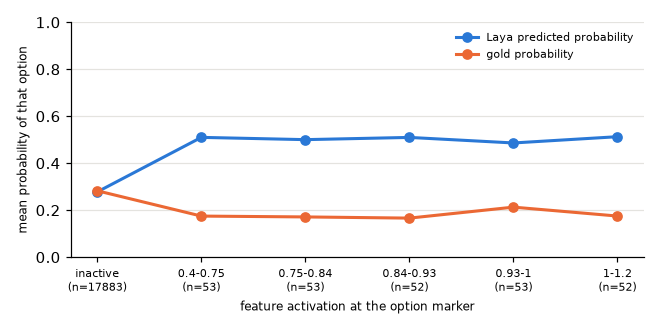 1.0
0.8
0.6
0.4
0.2
0.0
mean probability of that option
Laya predicted probability
gold probability
inactive
(n=17883)
0.4-0.75
(n=53)
0.75-0.84
(n=53)
0.84-0.93
(n=52)
0.93-1
(n=53)
1-1.2
(n=52)
feature activation at the option marker